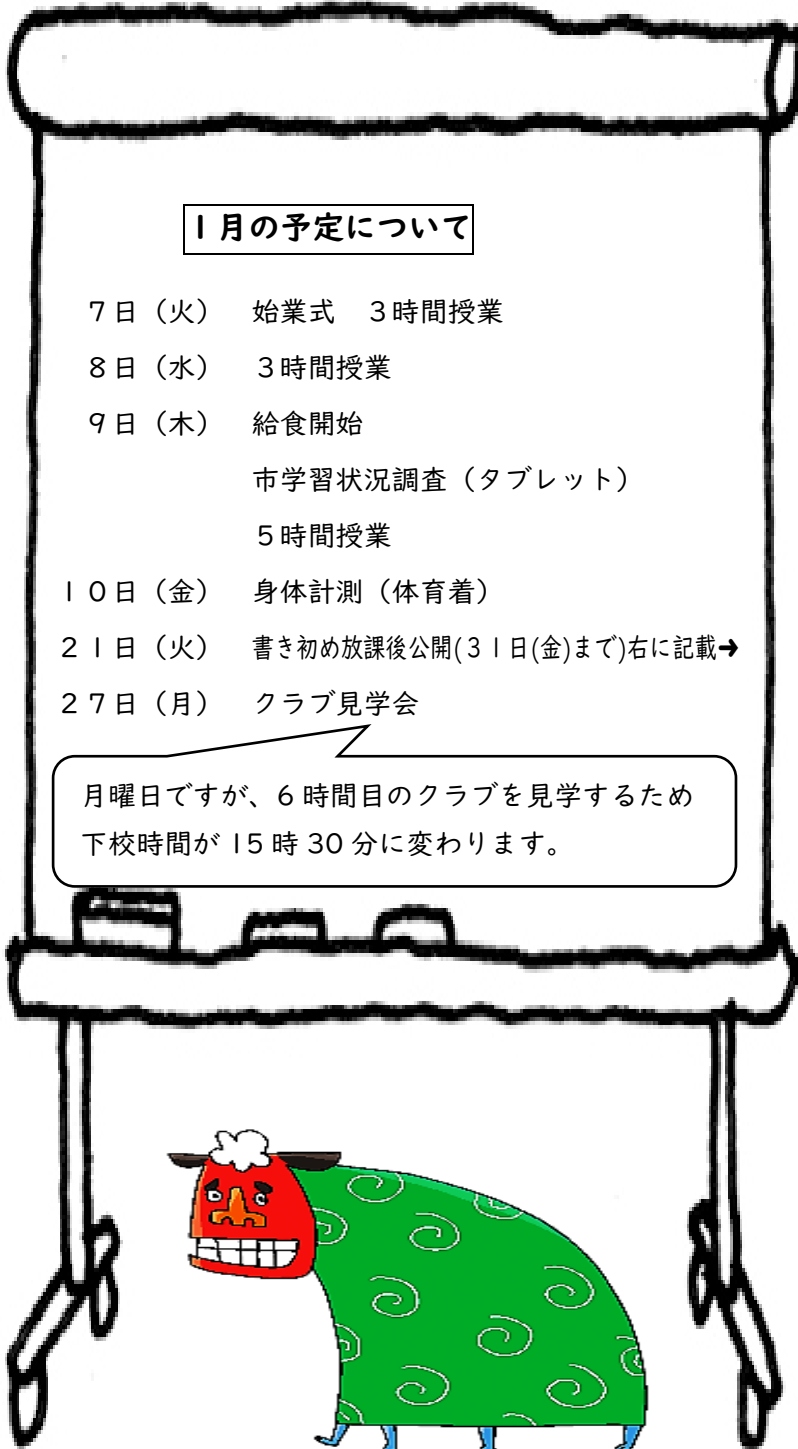 １月の予定について
７日（火）　始業式　３時間授業
８日（水）　３時間授業
９日（木）　給食開始
市学習状況調査（タブレット）
５時間授業
１０日（金）　身体計測（体育着）
２１日（火）　書き初め放課後公開(３１日(金)まで)右に記載➜
２７日（月）　クラブ見学会
月曜日ですが、6時間目のクラブを見学するため
下校時間が15時30分に変わります。